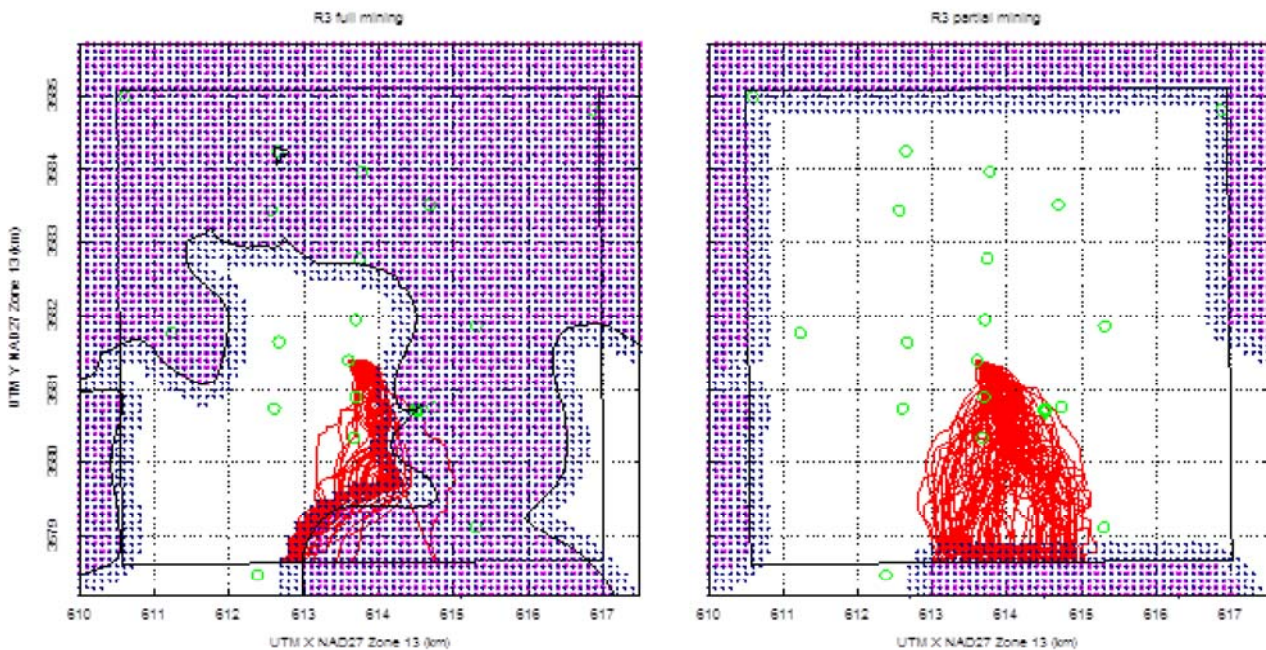 R3 full mining
R3 partial mining
UTM Y NAD27 Zone 13 (km)
3685
3684
3683
3682
3681
3680
3679
610 611 612 613 614 615 616 617
610 611 612 613 614 615 616 617
UTM X NAD27 Zone 13 (km)
UTM X NAD27 Zone 13 (km)